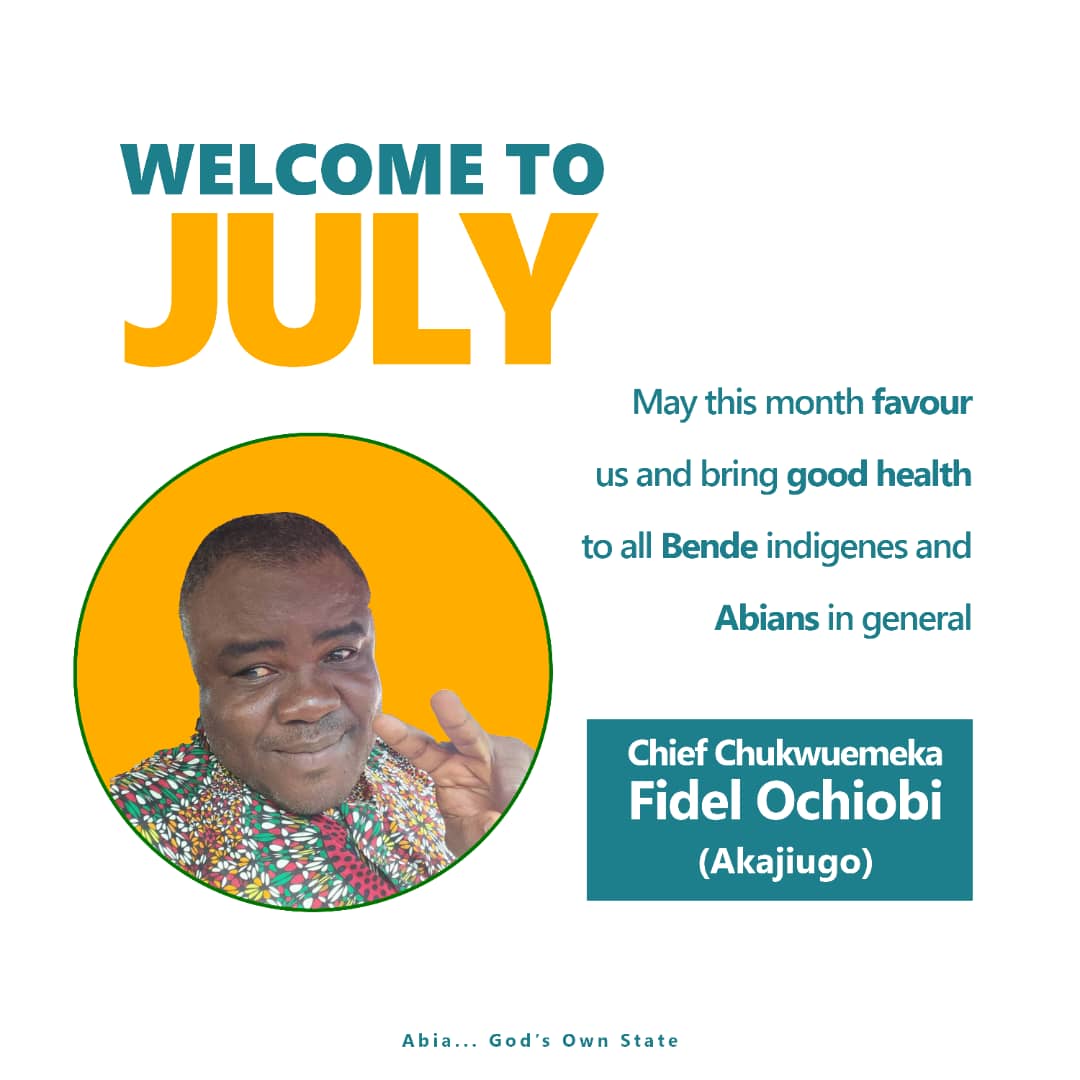 WELCOME TO
JULY
May this month favour
us and bring good health
to all Bende indigenes and
Abians in general
Chief Chukwuemeka
Fidel Ochiobi
(Akajiugo)
Abia... God's Own State